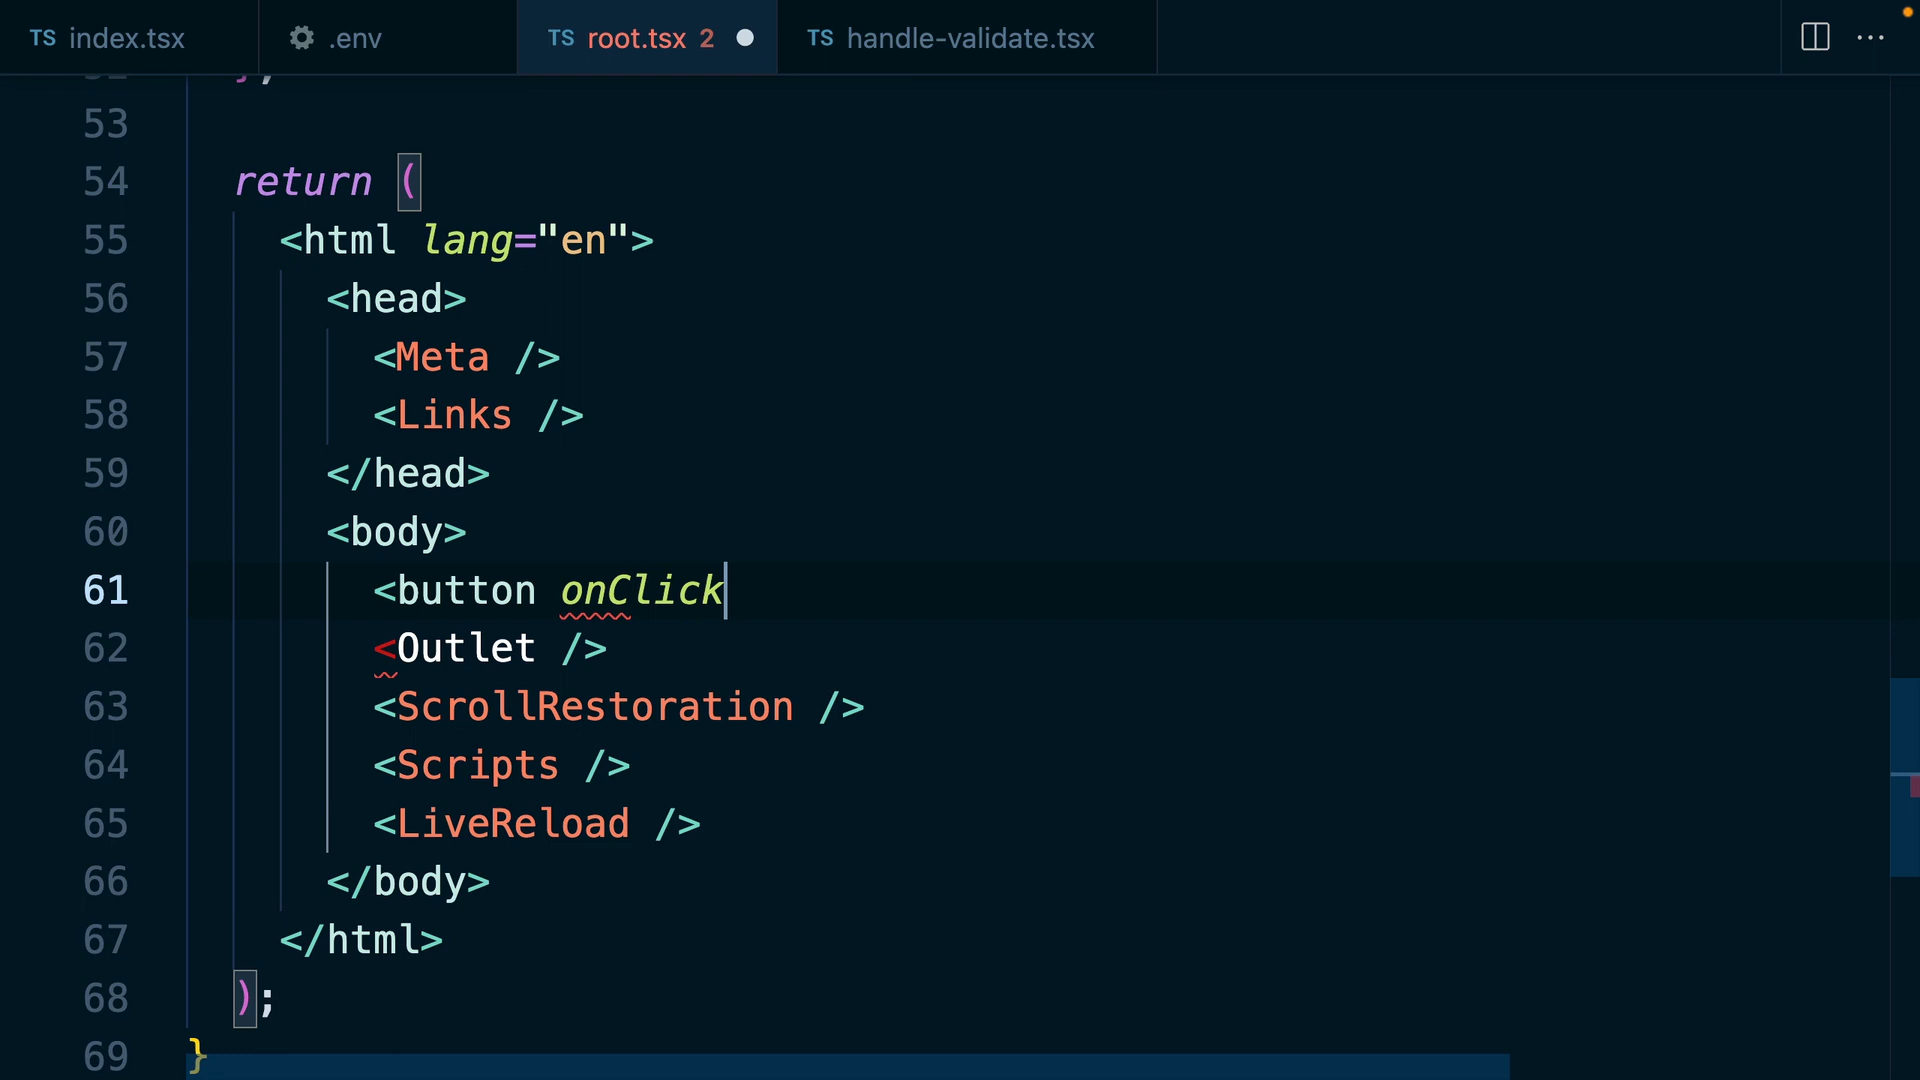 TS index.tsx
.env
TS root.tsx 2
TS handle-validate.tsx
53
54 return (
55 <html lang="en">
56 <head>
57 <Meta />
58 <Links />
59 </head>
60 <body>
61 <button onClick
62 <Outlet />
63 <ScrollRestoration />
64 <Scripts />
65 <LiveReload />
66 </body>
67 </html>
68 );
69 }